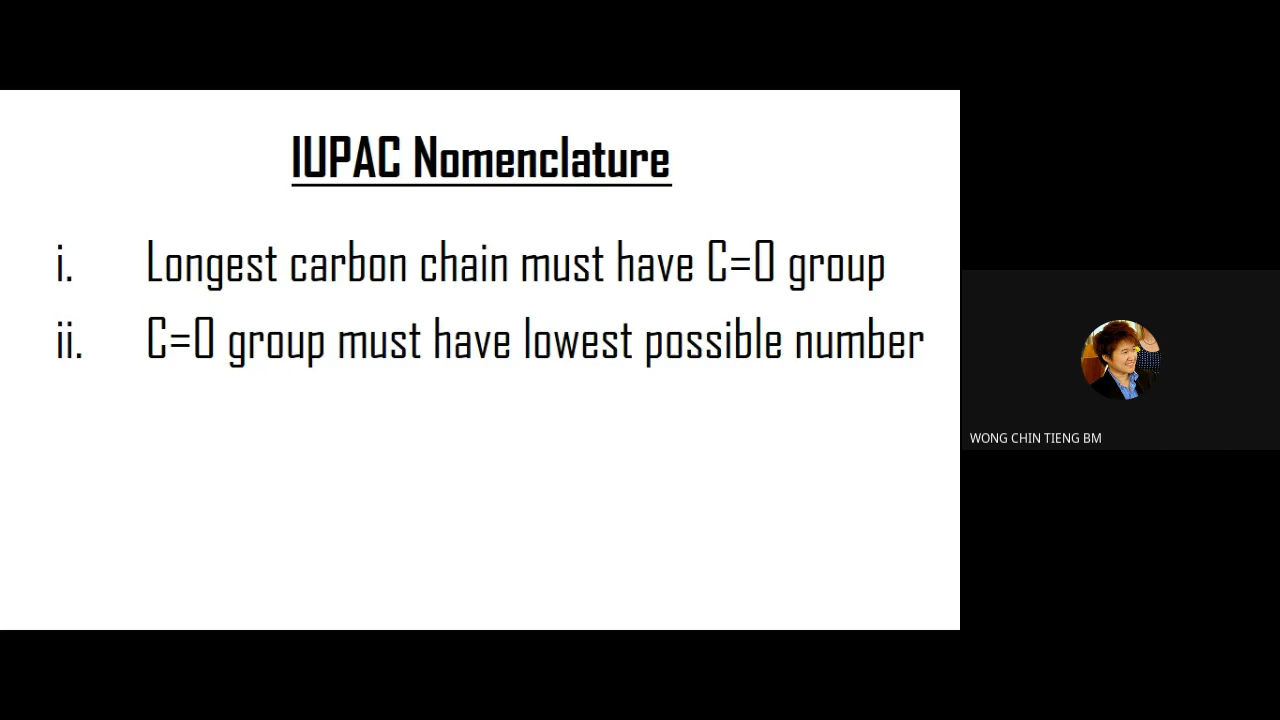 IUPAC Nomenclature
i. Longest carbon chain must have C=O group
ii. C=O group must have lowest possible number
WONG CHIN TIENG BM